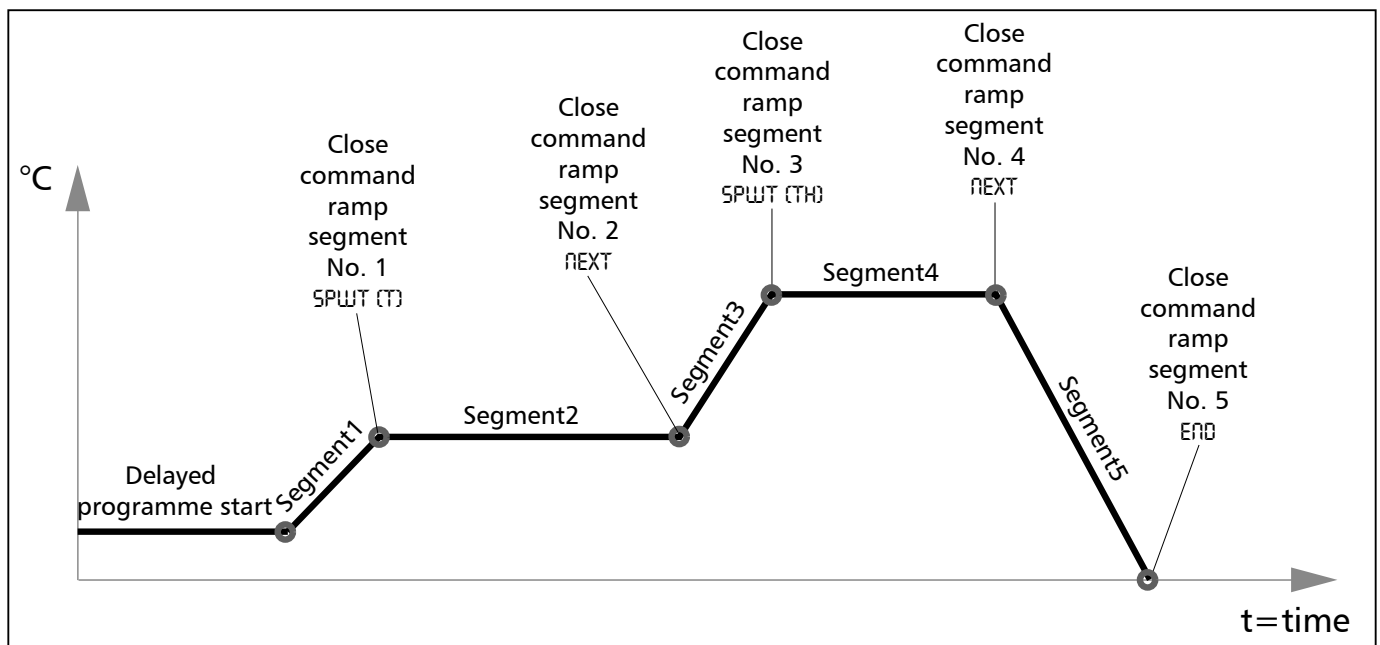 °C
Delayed
programme start
Segment1
Close
command
ramp
segment
No. 1
SPWT (T)
Segment2
Close
command
ramp
segment
No. 2
NEXT
Segment3
Close
command
ramp
segment
No. 3
SPWT (TH)
Segment4
Close
command
ramp
segment
No. 4
NEXT
Segment5
Close
command
ramp
segment
No. 5
END
t=time